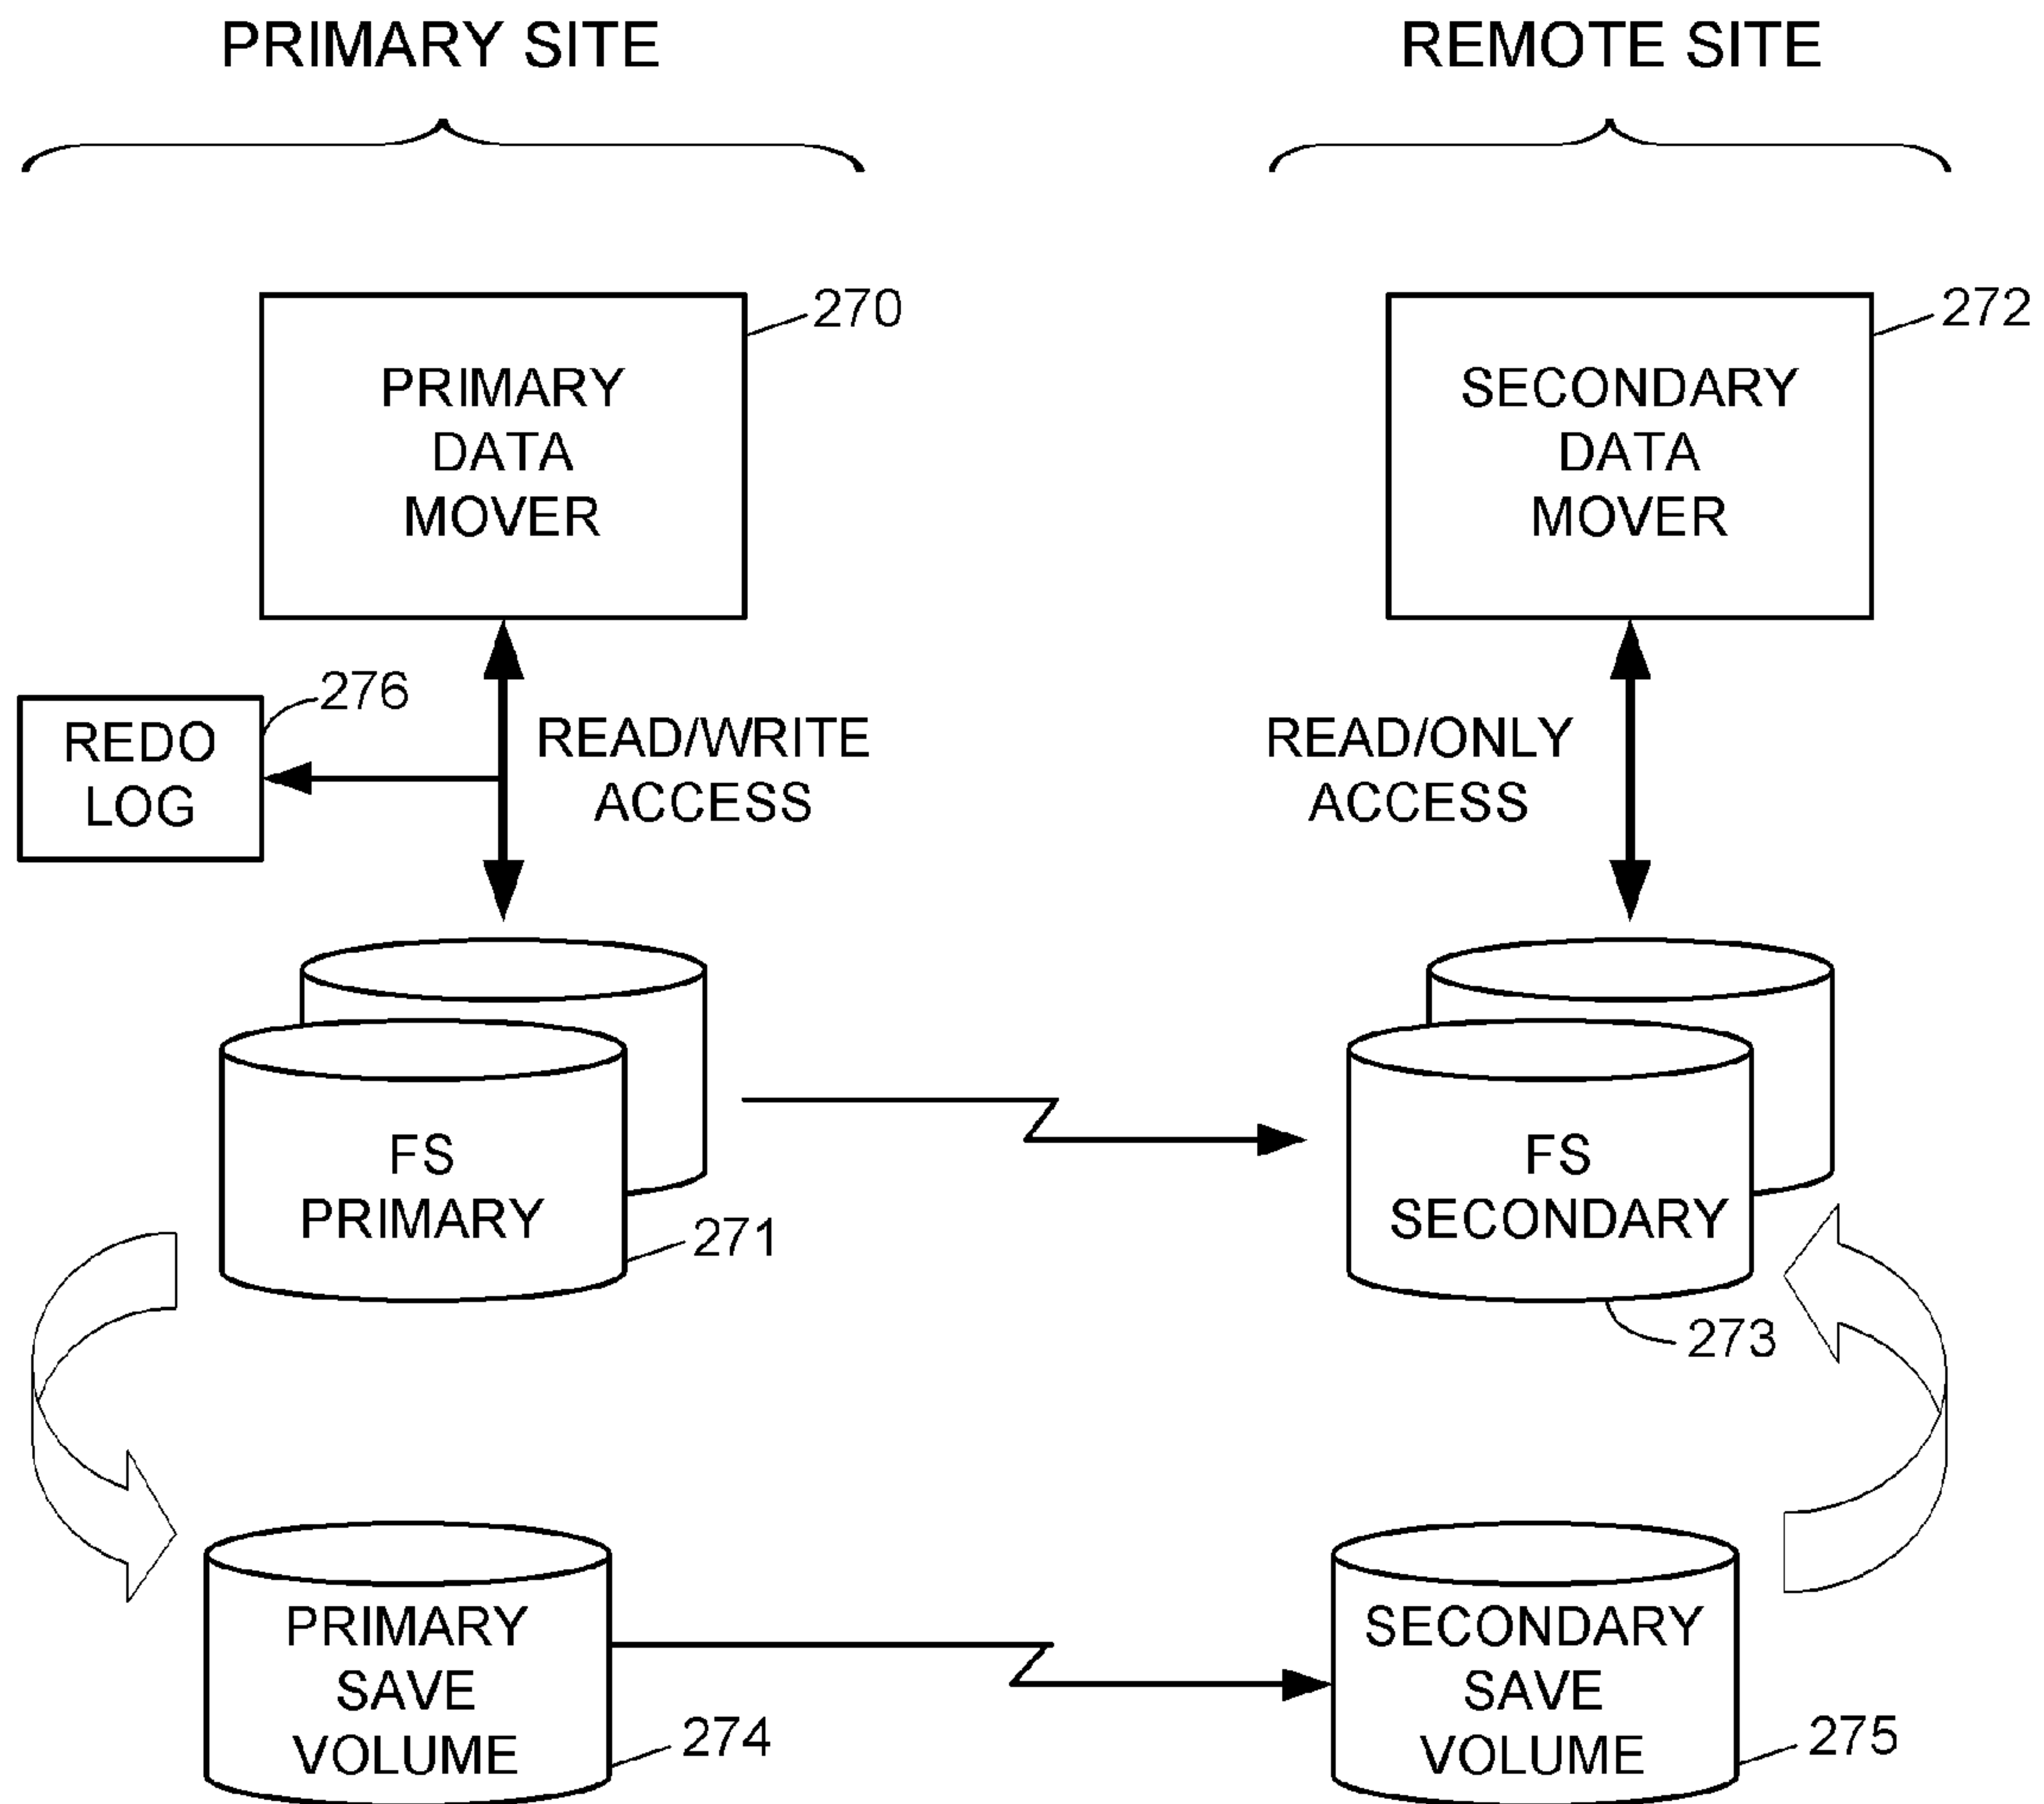 PRIMARY SITE
REMOTE SITE
270
PRIMARY
DATA
MOVER
272
SECONDARY
DATA
MOVER
276
REDO
LOG
READ/WRITE
ACCESS
READ/ONLY
ACCESS
FS
PRIMARY
271
FS
SECONDARY
273
PRIMARY
SAVE
VOLUME
274
SECONDARY
SAVE
VOLUME
275